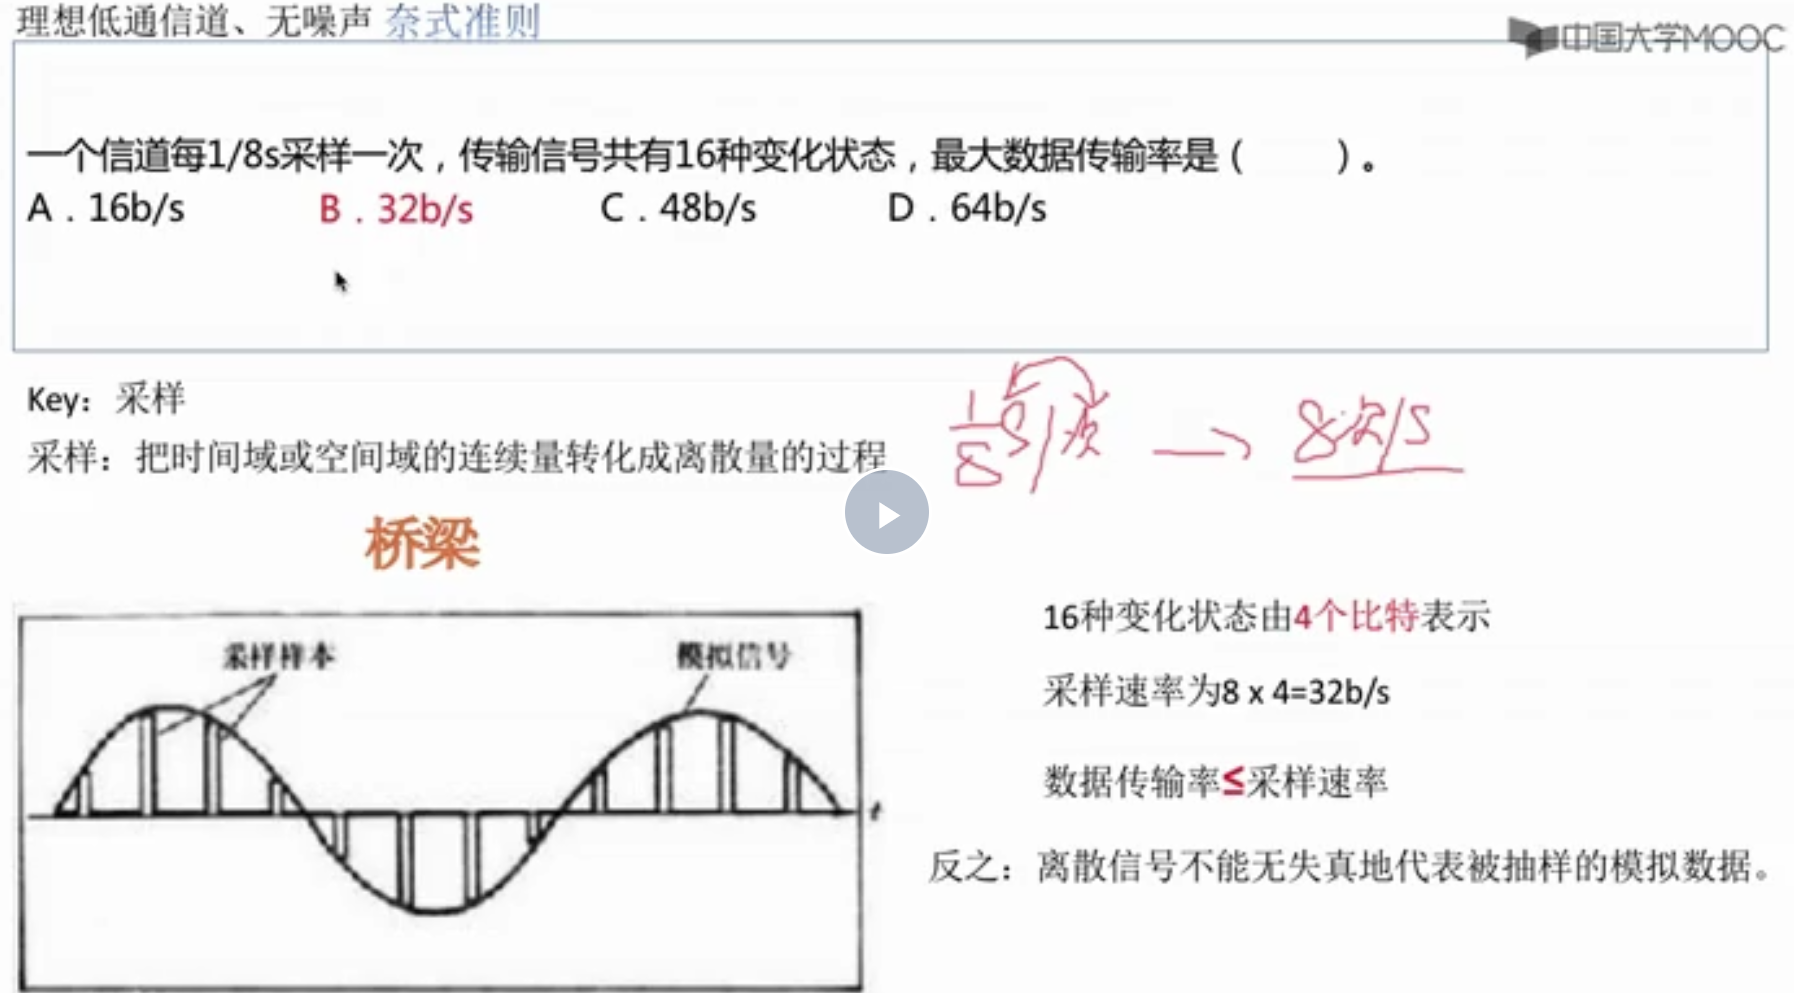 理想低通信道、无噪声 奈式准则
中国大学MOOC
一个信道每1/8s采样一次，传输信号共有16种变化状态，最大数据传输率是（ ）。
A．16b/s B．32b/s C．48b/s D．64b/s
Key：采样
采样：把时间域或空间域的连续量转化成离散量的过程
1/8 s/次 → 8次/s
桥梁
采样样本 模拟信号
t
16种变化状态由4个比特表示
采样速率为8 x 4=32b/s
数据传输率≤采样速率
反之：离散信号不能无失真地代表被抽样的模拟数据。